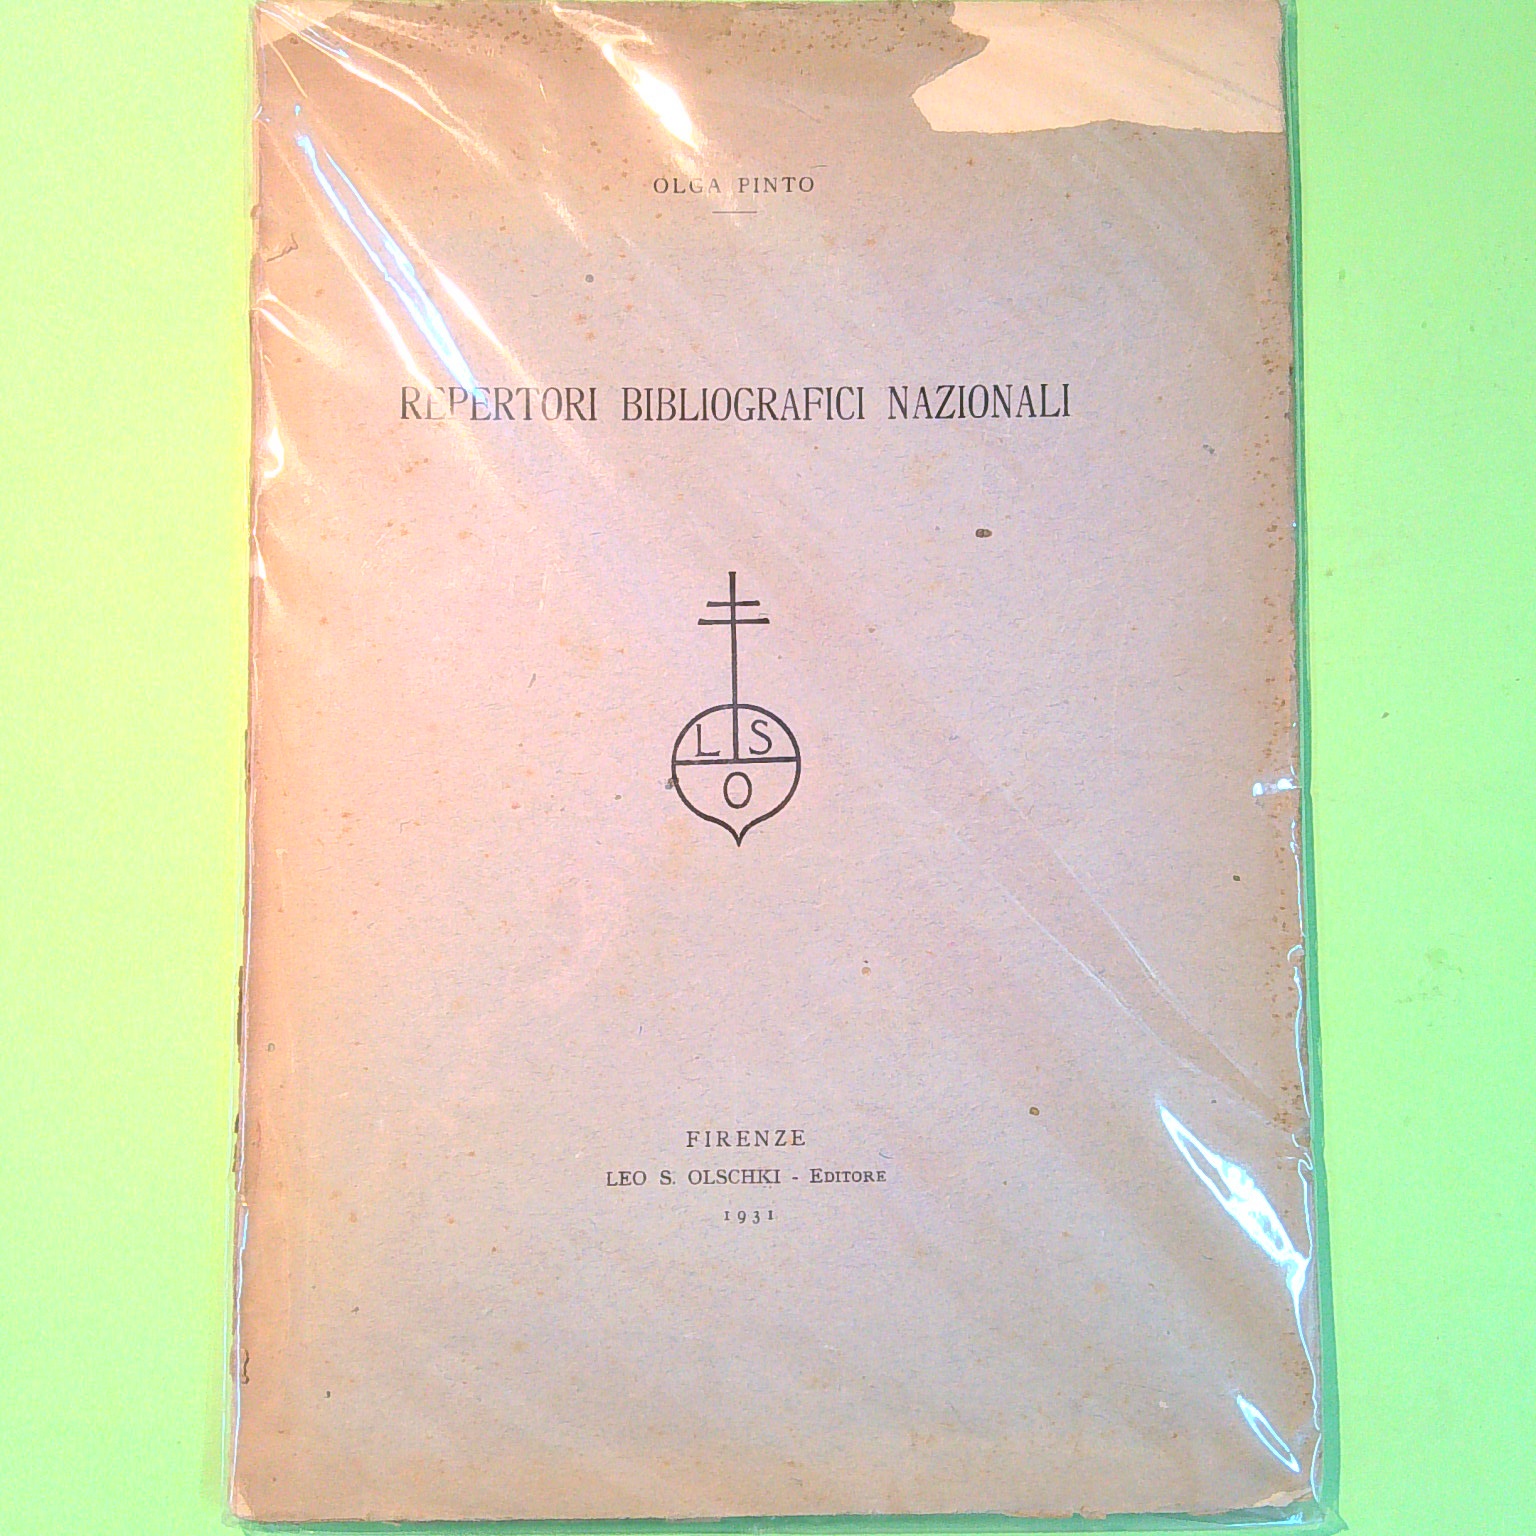 OLGA PINTO
REPERTORI BIBLIOGRAFICI NAZIONALI
L S
O
FIRENZE
LEO S. OLSCHKI - EDITORE
1931